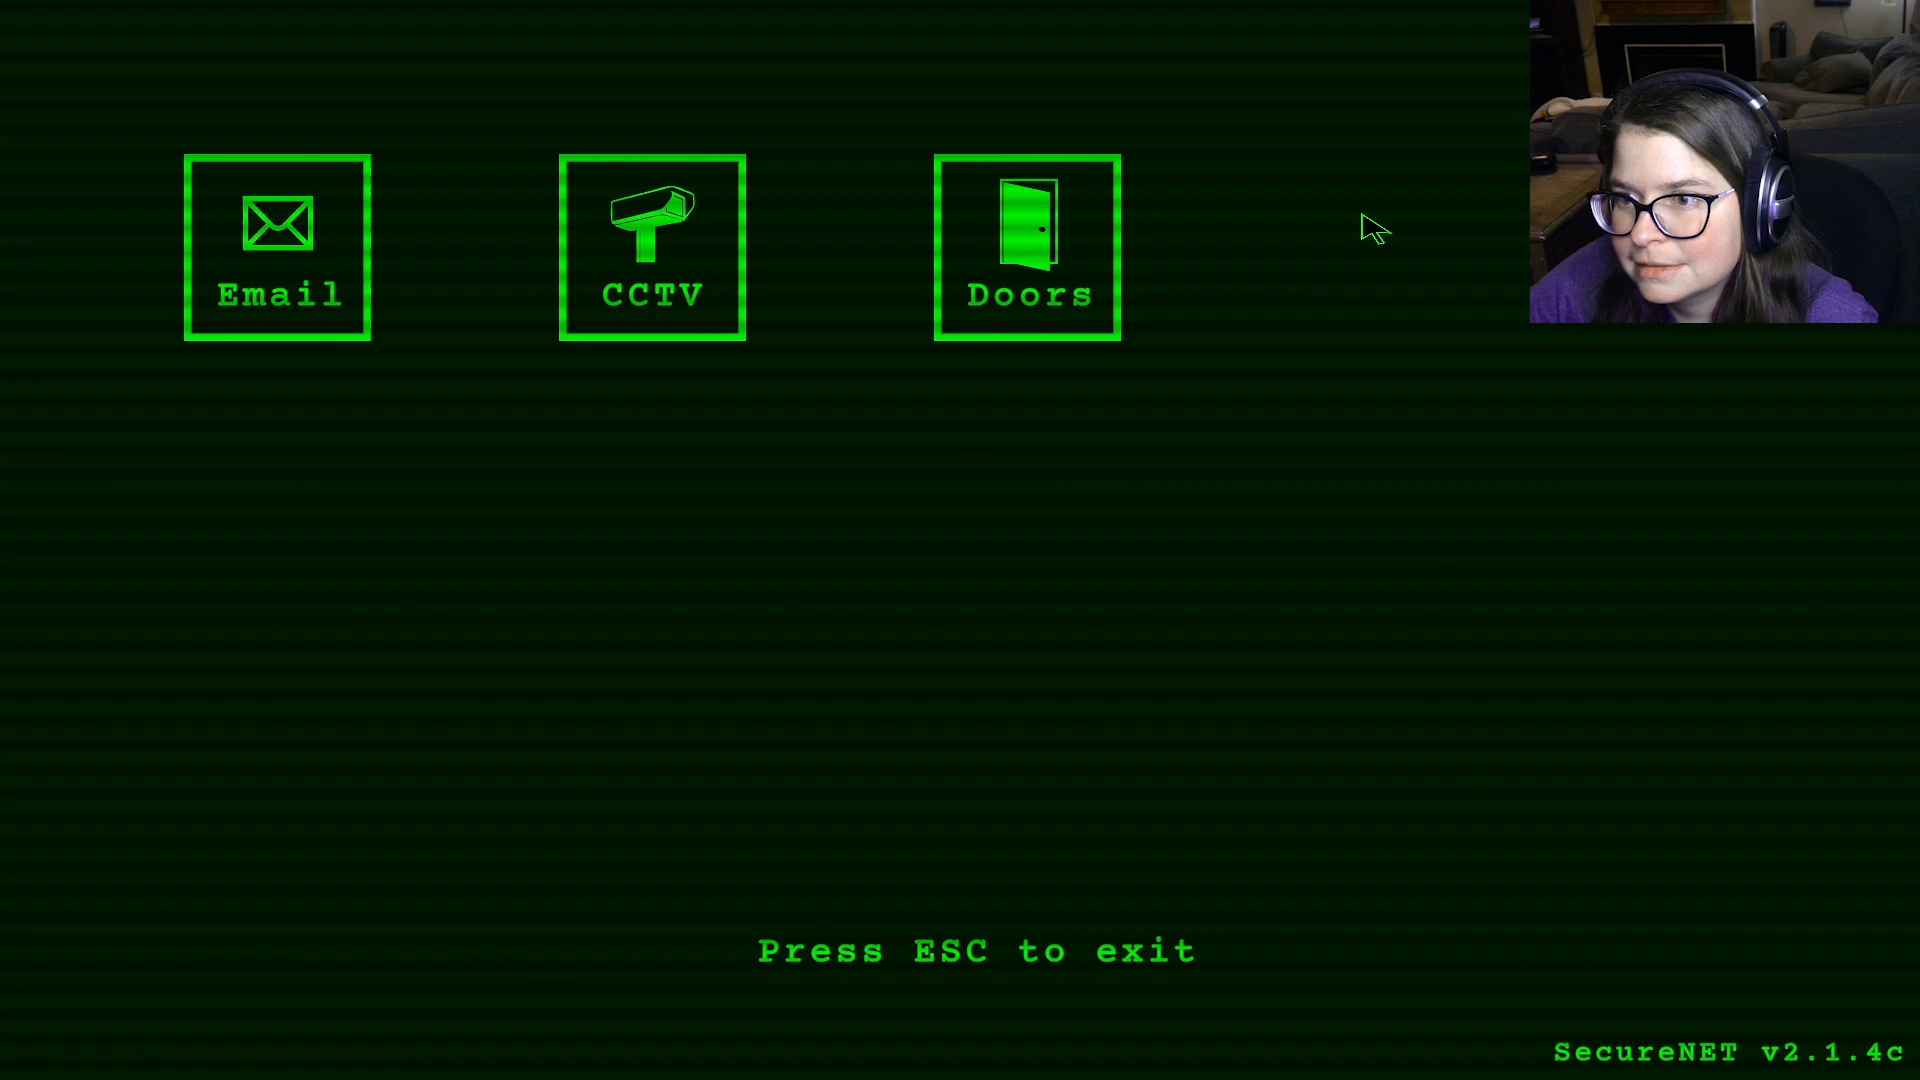 Email
CCTV
Doors
Press ESC to exit
SecureNET v2.1.4c